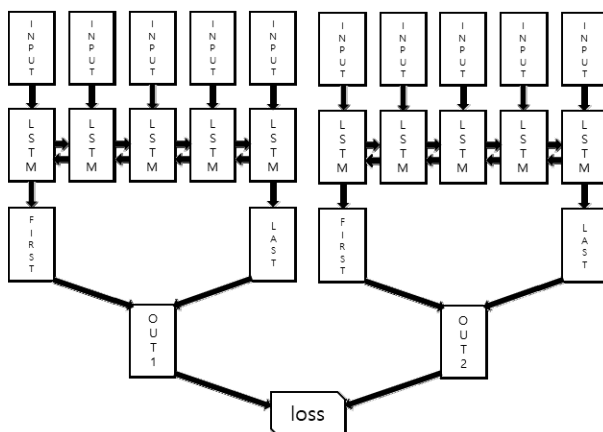 INPUT INPUT INPUT INPUT INPUT INPUT INPUT INPUT INPUT INPUT
LSTM LSTM LSTM LSTM LSTM LSTM LSTM LSTM LSTM LSTM
FIRST LAST FIRST LAST
OUT1 OUT2
loss